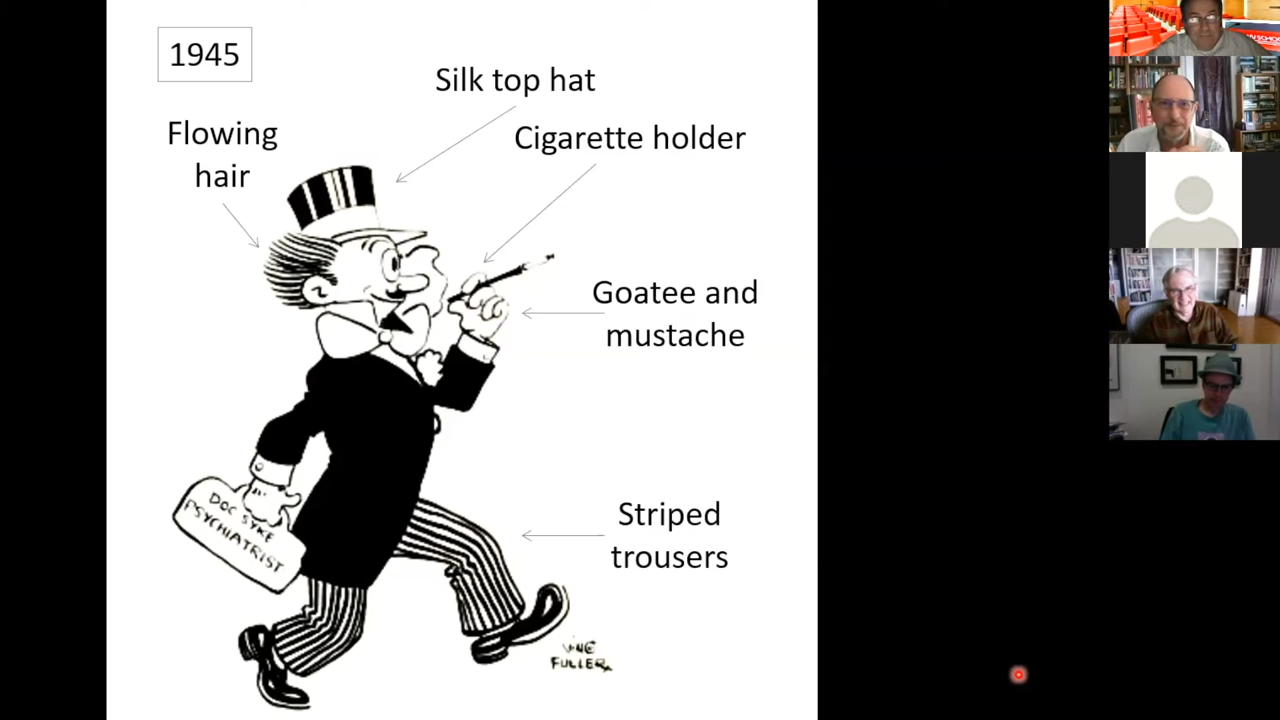 1945
Silk top hat
Cigarette holder
Flowing
hair
Goatee and
mustache
Striped
trousers
DOC SYKE
PSYCHIATRIST
FULLER